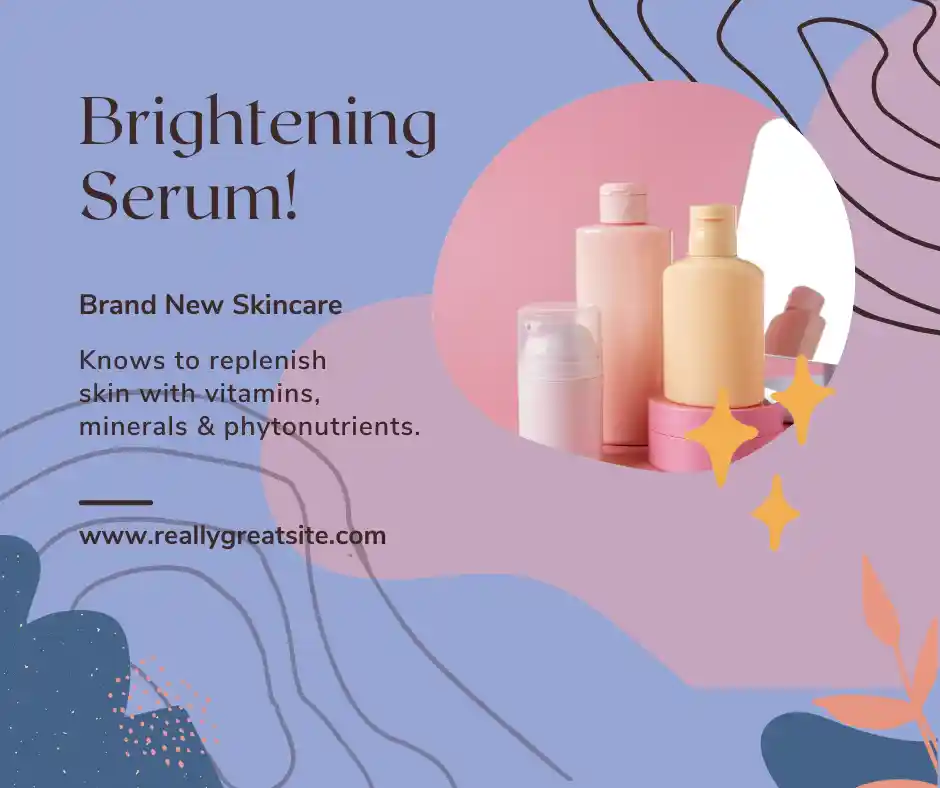 Brightening
Serum!
Brand New Skincare
Knows to replenish
skin with vitamins,
minerals & phytonutrients.
www.reallygreatsite.com